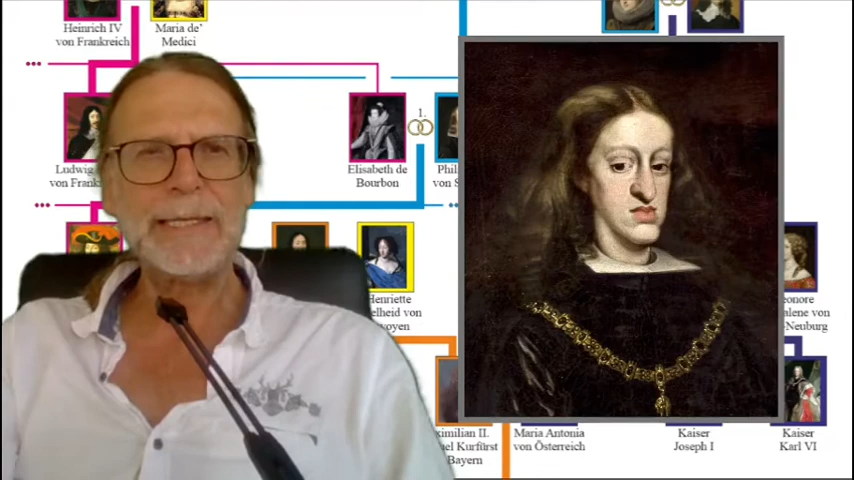 Heinrich IV
von Frankreich
Maria de'
Medici
1.
Ludwig
von Frank
Elisabeth de
Bourbon
Phil
von S
Henriette
elheid von
voyen
eonore
alene von
-Neuburg
ximilian II.
uel Kurfürst
Bayern
Maria Antonia
von Österreich
Kaiser
Joseph I
Kaiser
Karl VI